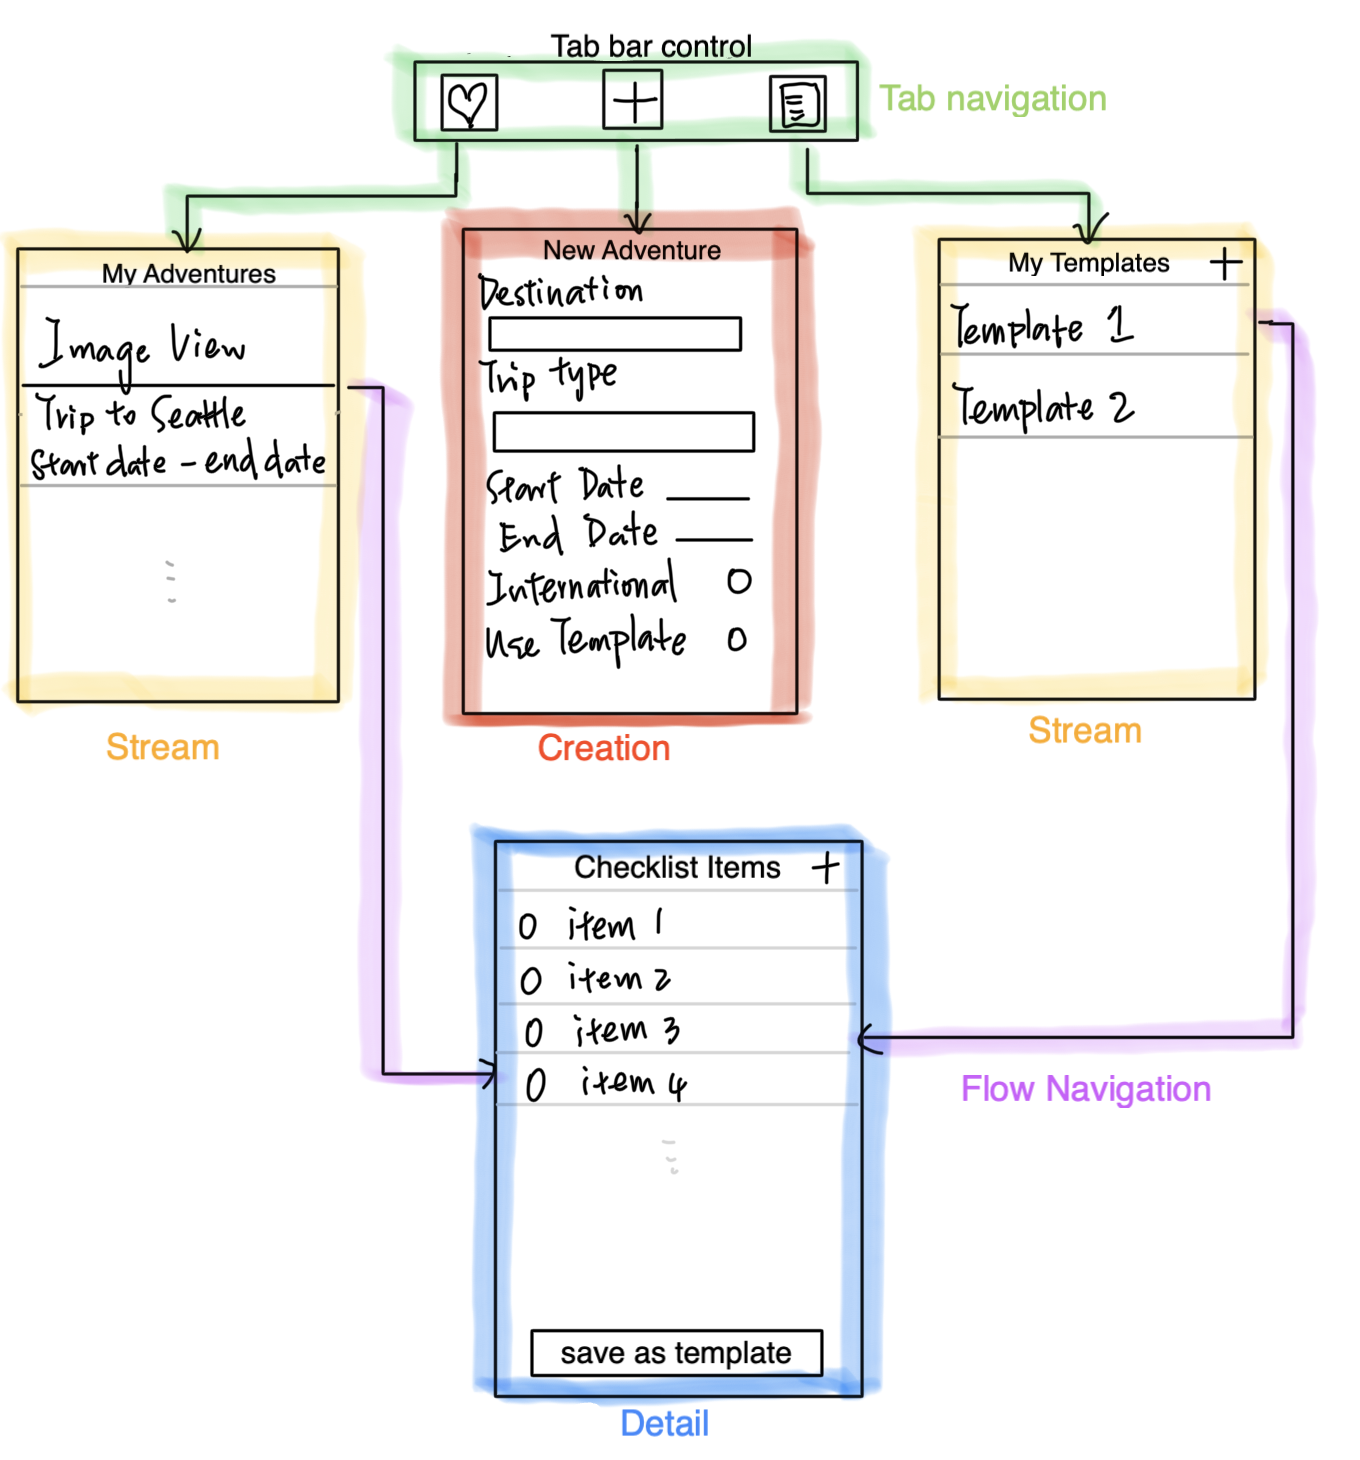 Tab bar control
Tab navigation
My Adventures
Image View
Trip to Seattle
Start date - end date
Stream
New Adventure
Destination
Trip type
Start Date
End Date
International
Use Template
Creation
My Templates +
Template 1
Template 2
Stream
Checklist Items +
item 1
item 2
item 3
item 4
save as template
Detail
Flow Navigation